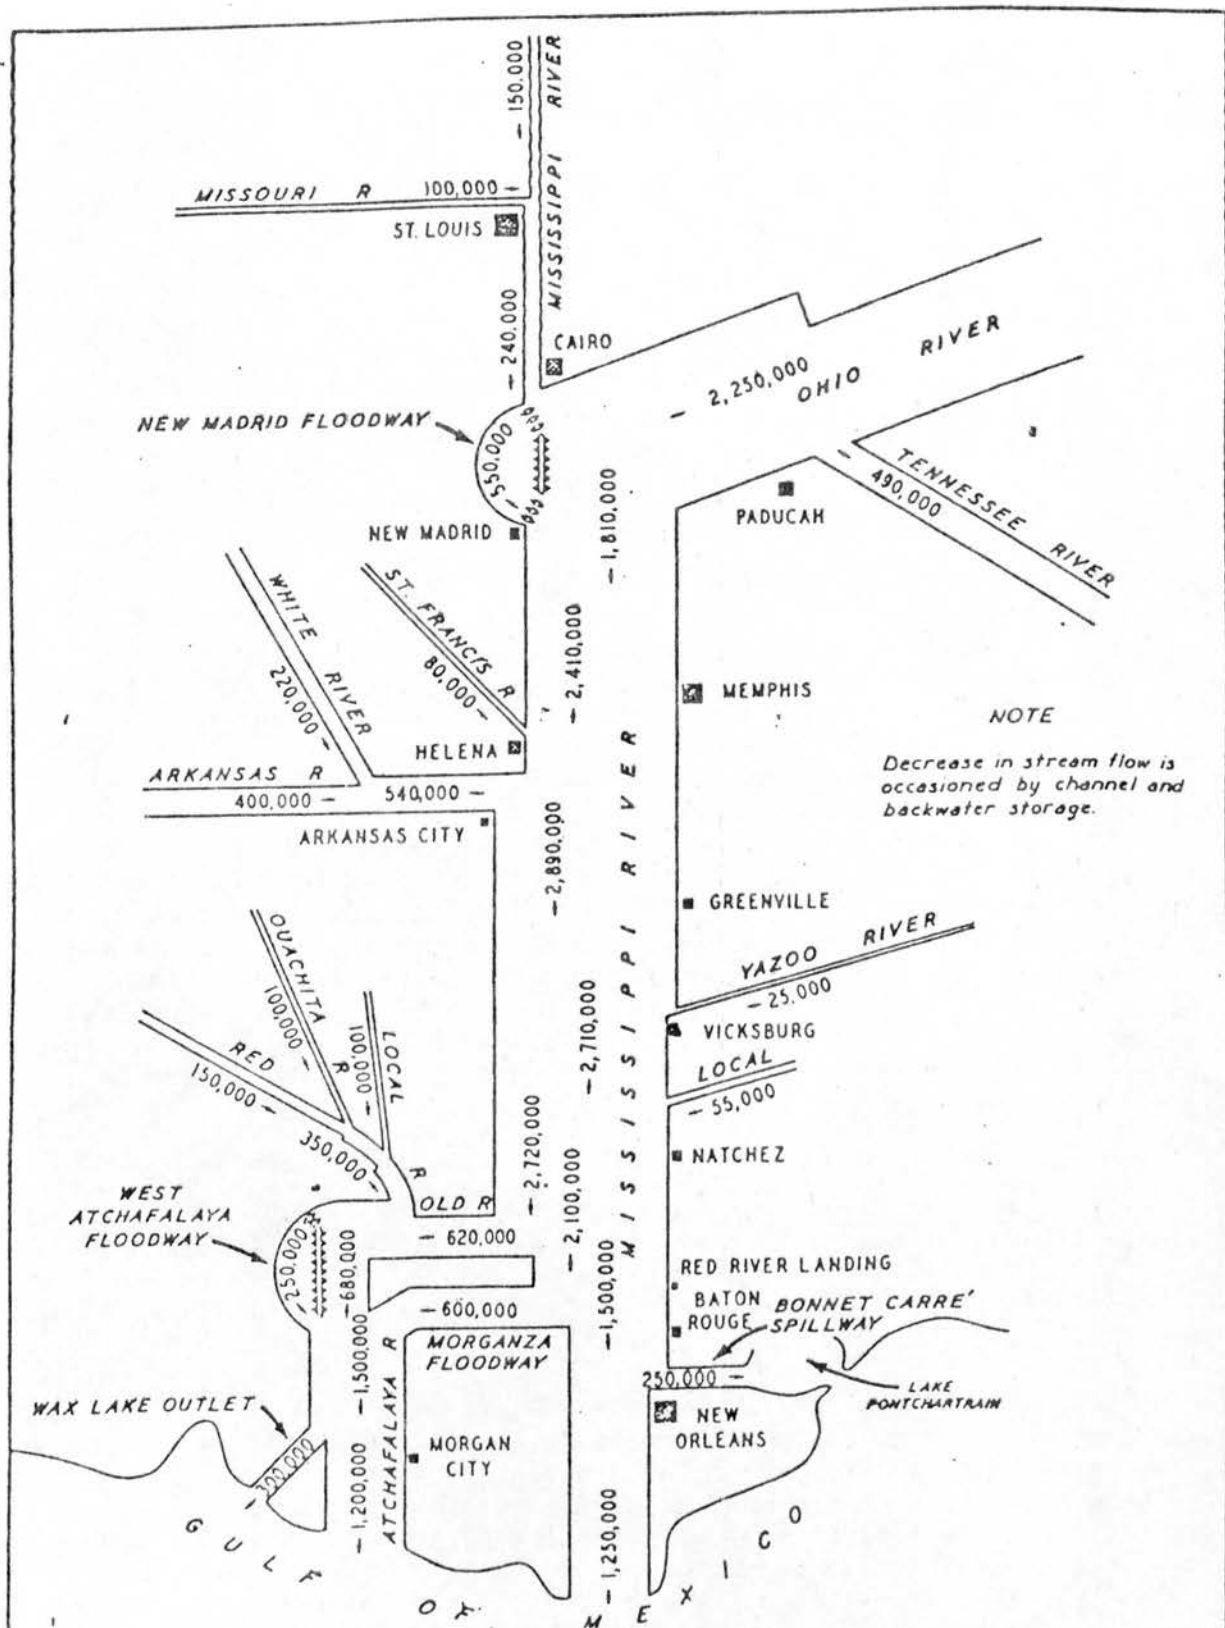 150,000
MISSISSIPPI RIVER
MISSOURI R
100,000
ST. LOUIS
240,000
CAIRO
2,250,000
OHIO RIVER
NEW MADRID FLOODWAY
550,000
TENNESSEE RIVER
490,000
PADUCAH
NEW MADRID
1,810,000
ST. FRANCIS R
80,000
WHITE RIVER
220,000
2,410,000
MEMPHIS
HELENA
ARKANSAS R
400,000
540,000
ARKANSAS CITY
NOTE
Decrease in stream flow is
occasioned by channel and
backwater storage.
2,890,000
MISSISSIPPI RIVER
GREENVILLE
YAZOO RIVER
25,000
OUACHITA R
100,000
LOCAL
100,000
RED R
150,000
350,000
2,710,000
VICKSBURG
LOCAL
55,000
NATCHEZ
2,720,000
2,100,000
OLD R
620,000
WEST
ATCHAFALAYA
FLOODWAY
250,000
680,000
600,000
1,500,000
RED RIVER LANDING
BATON
ROUGE
BONNET CARRE'
SPILLWAY
MORGANZA
FLOODWAY
1,500,000
ATCHAFALAYA R
250,000
LAKE
PONTCHARTRAIN
WAX LAKE OUTLET
300,000
NEW
ORLEANS
MORGAN
CITY
1,200,000
1,250,000
GULF OF MEXICO